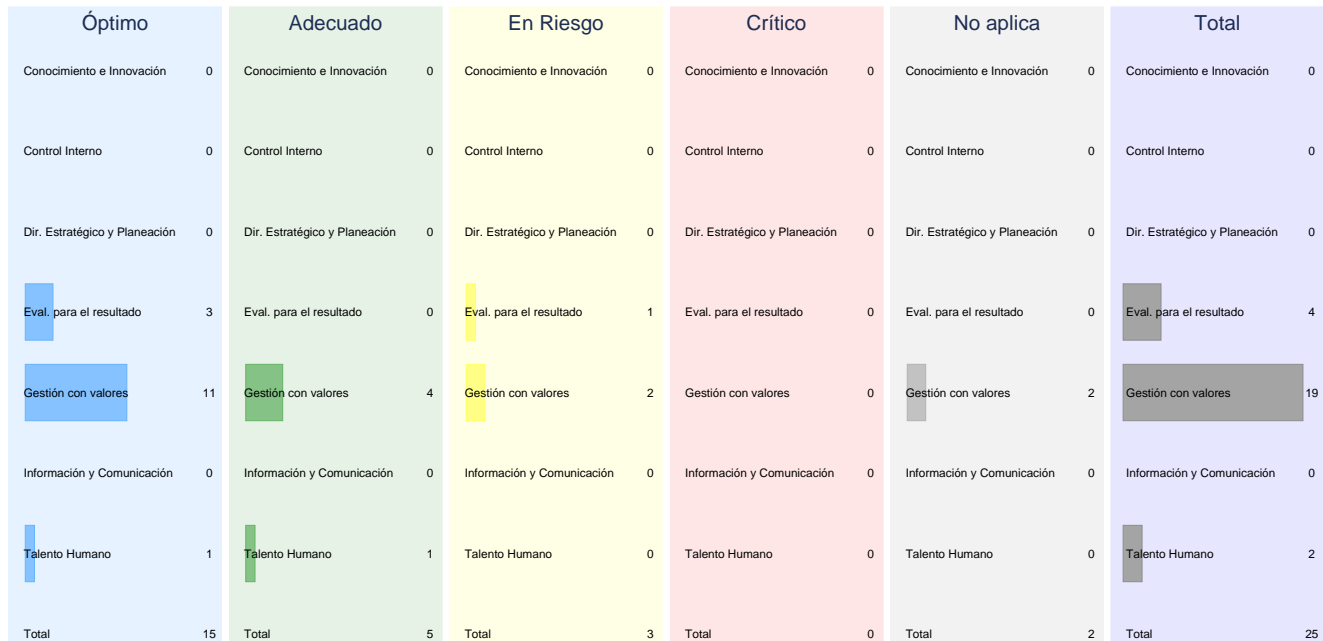 Óptimo Adecuado En Riesgo Crítico No aplica Total
Conocimiento e Innovación 0 Conocimiento e Innovación 0 Conocimiento e Innovación 0 Conocimiento e Innovación 0 Conocimiento e Innovación 0 Conocimiento e Innovación 0
Control Interno 0 Control Interno 0 Control Interno 0 Control Interno 0 Control Interno 0 Control Interno 0
Dir. Estratégico y Planeación 0 Dir. Estratégico y Planeación 0 Dir. Estratégico y Planeación 0 Dir. Estratégico y Planeación 0 Dir. Estratégico y Planeación 0 Dir. Estratégico y Planeación 0
Eval. para el resultado 3 Eval. para el resultado 0 Eval. para el resultado 1 Eval. para el resultado 0 Eval. para el resultado 0 Eval. para el resultado 4
Gestión con valores 11 Gestión con valores 4 Gestión con valores 2 Gestión con valores 0 Gestión con valores 2 Gestión con valores 19
Información y Comunicación 0 Información y Comunicación 0 Información y Comunicación 0 Información y Comunicación 0 Información y Comunicación 0 Información y Comunicación 0
Talento Humano 1 Talento Humano 1 Talento Humano 0 Talento Humano 0 Talento Humano 0 Talento Humano 2
Total 15 Total 5 Total 3 Total 0 Total 2 Total 25